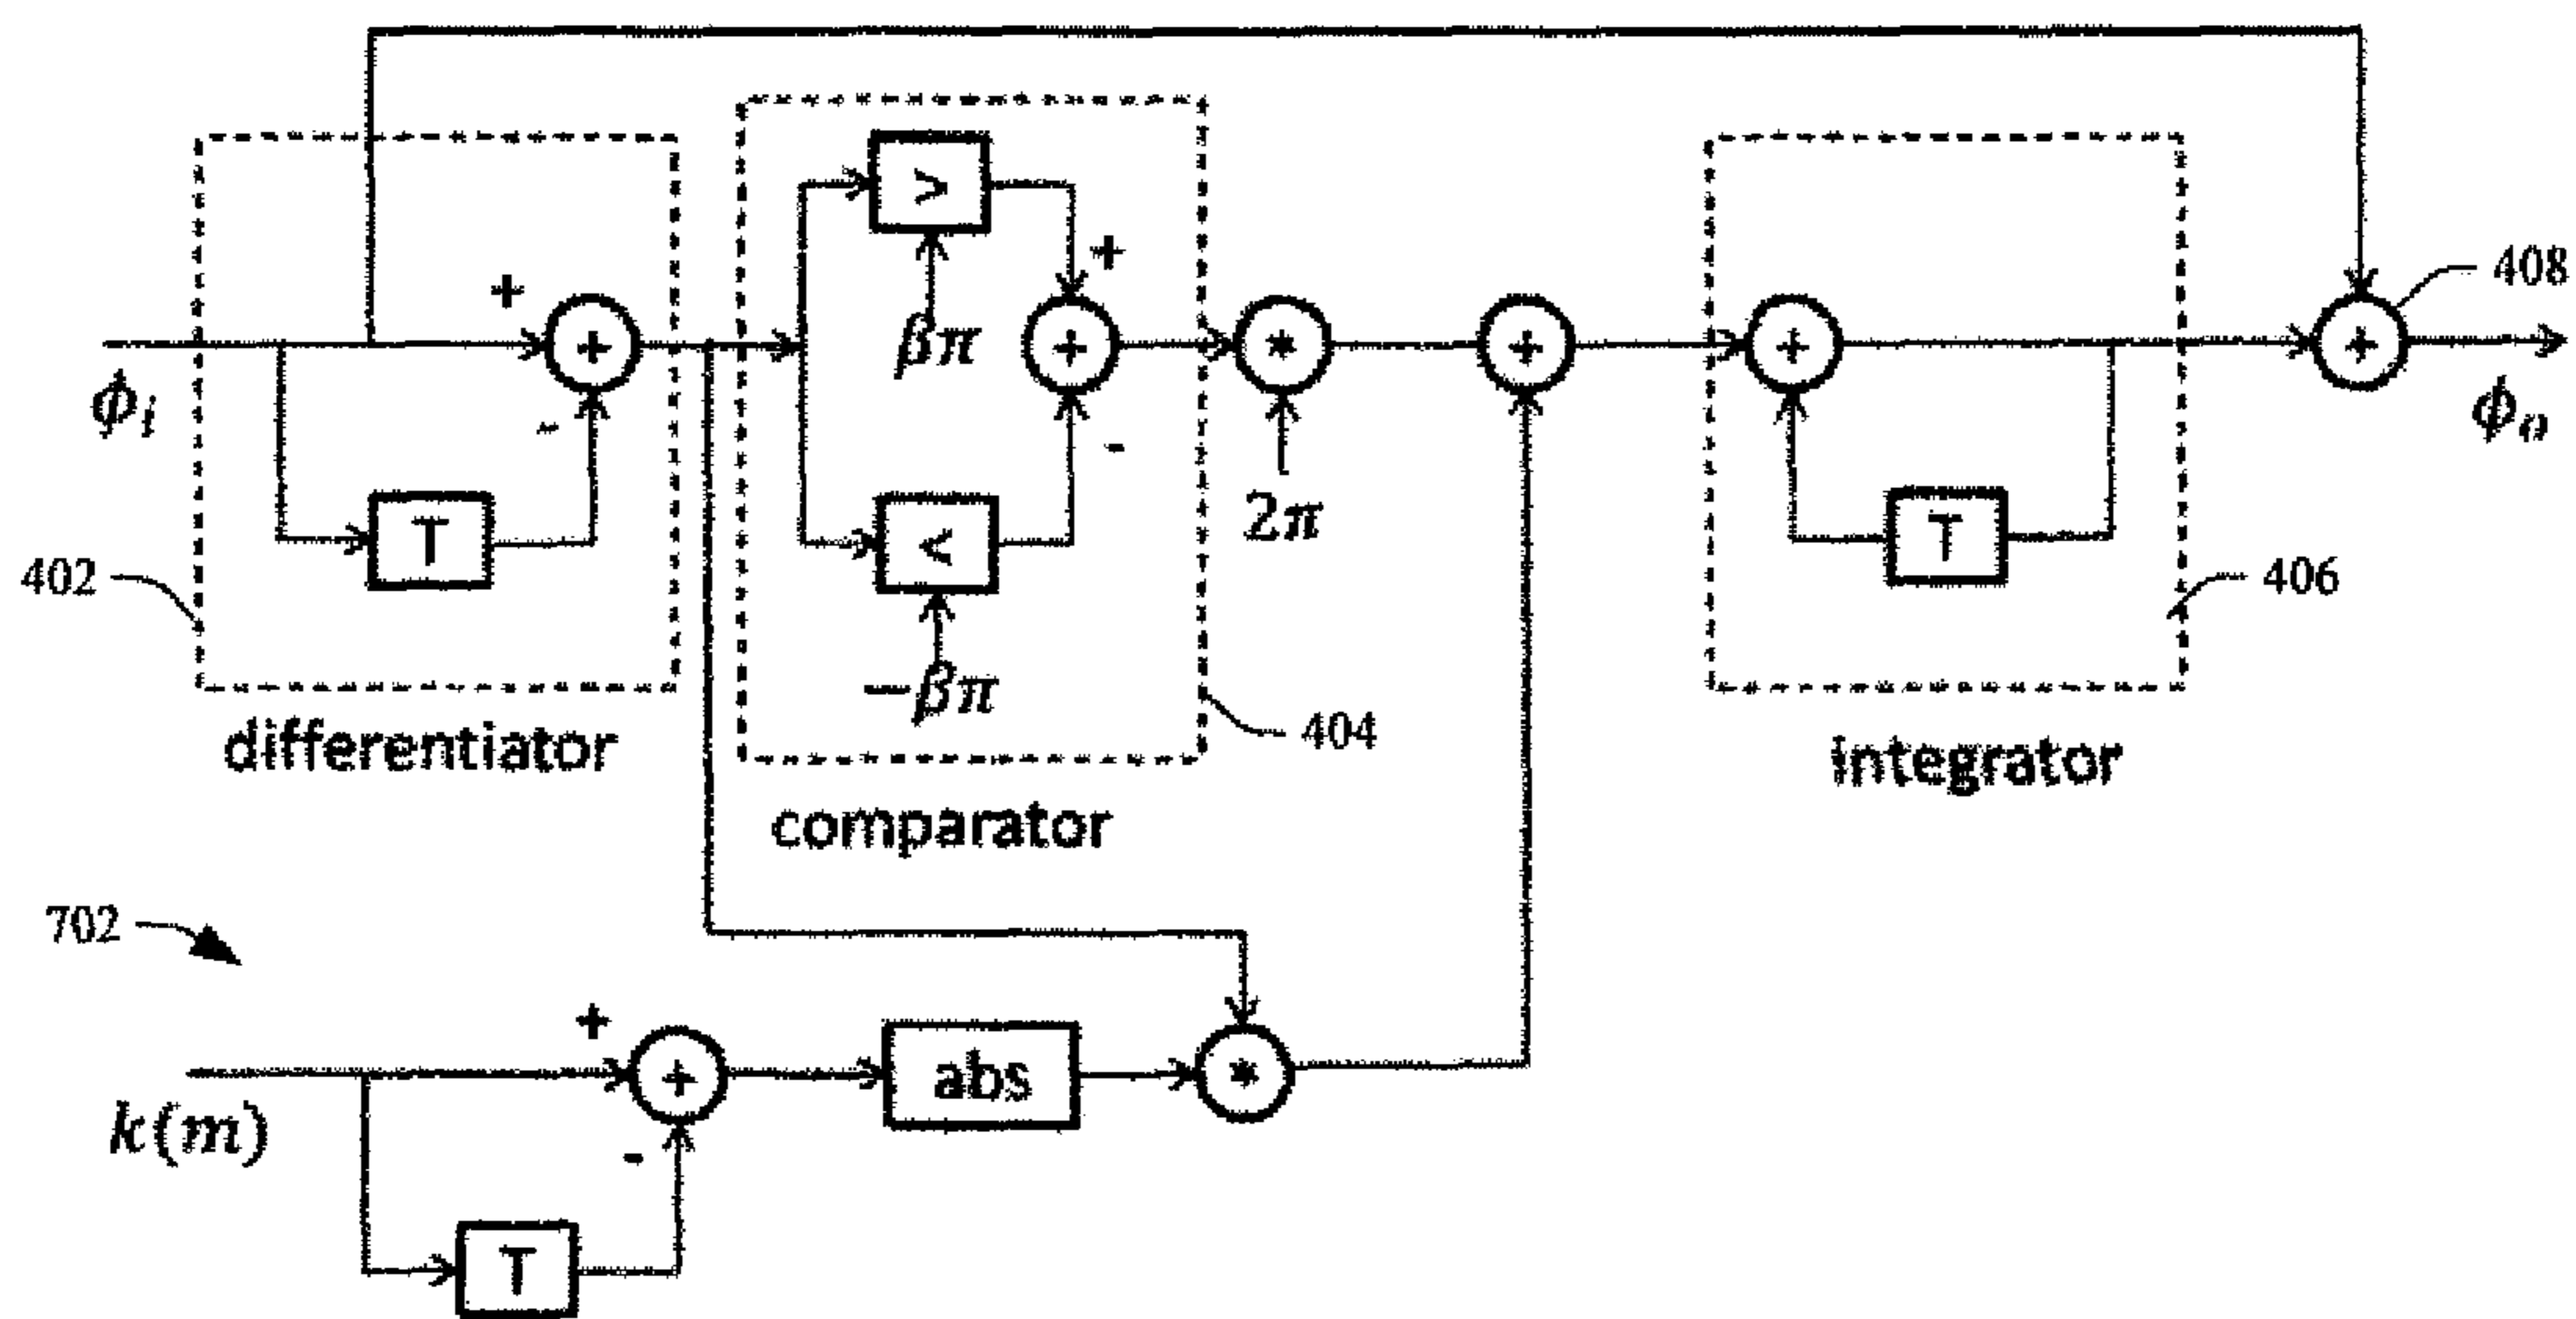 >
+
βπ
+
+
+
*
+
+
+
408
ϕi
-
-
2π
ϕo
T
<
T
402
406
-βπ
differentiator
404
integrator
comparator
702
+
+
abs
*
k(m)
-
T